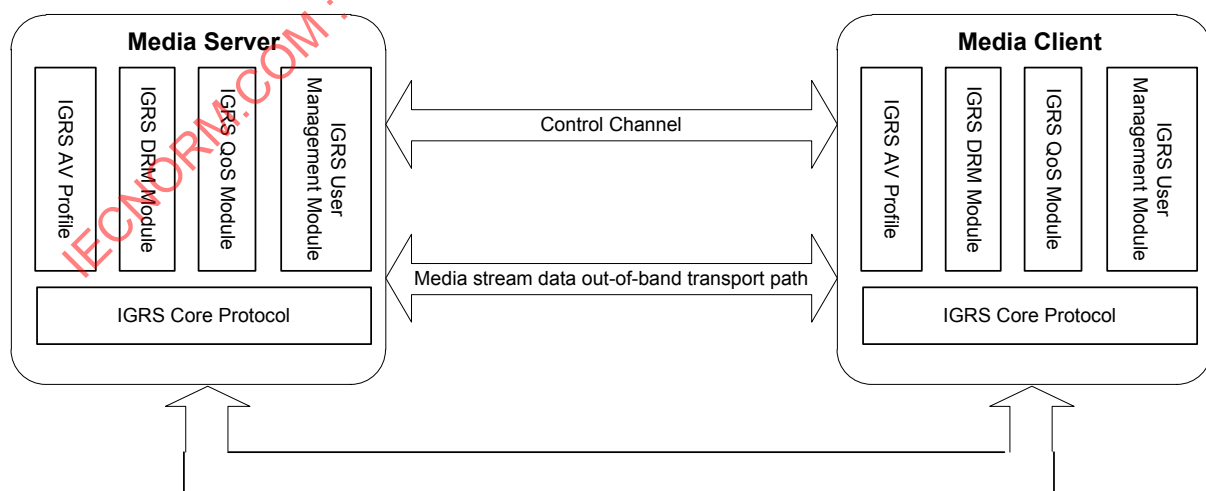 Media Server
IGRS AV Profile
IGRS DRM Module
IGRS QoS Module
IGRS User
Management Module
IGRS Core Protocol
Control Channel
Media stream data out-of-band transport path
Media Client
IGRS AV Profile
IGRS DRM Module
IGRS QoS Module
IGRS User
Management Module
IGRS Core Protocol
IECNORM.COM :